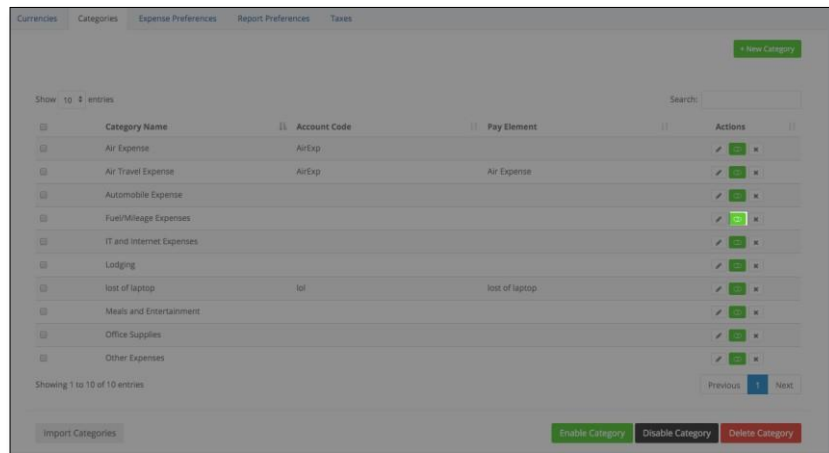 Currencies Categories Expense Preferences Report Preferences Taxes
+ New Category
Show 10 entries Search:
Category Name Account Code Pay Element Actions
Air Expense AirExp
Air Travel Expense AirExp Air Expense
Automobile Expense
Fuel/Mileage Expenses
IT and Internet Expenses
Lodging
lost of laptop lol lost of laptop
Meals and Entertainment
Office Supplies
Other Expenses
Showing 1 to 10 of 10 entries Previous 1 Next
Import Categories Enable Category Disable Category Delete Category